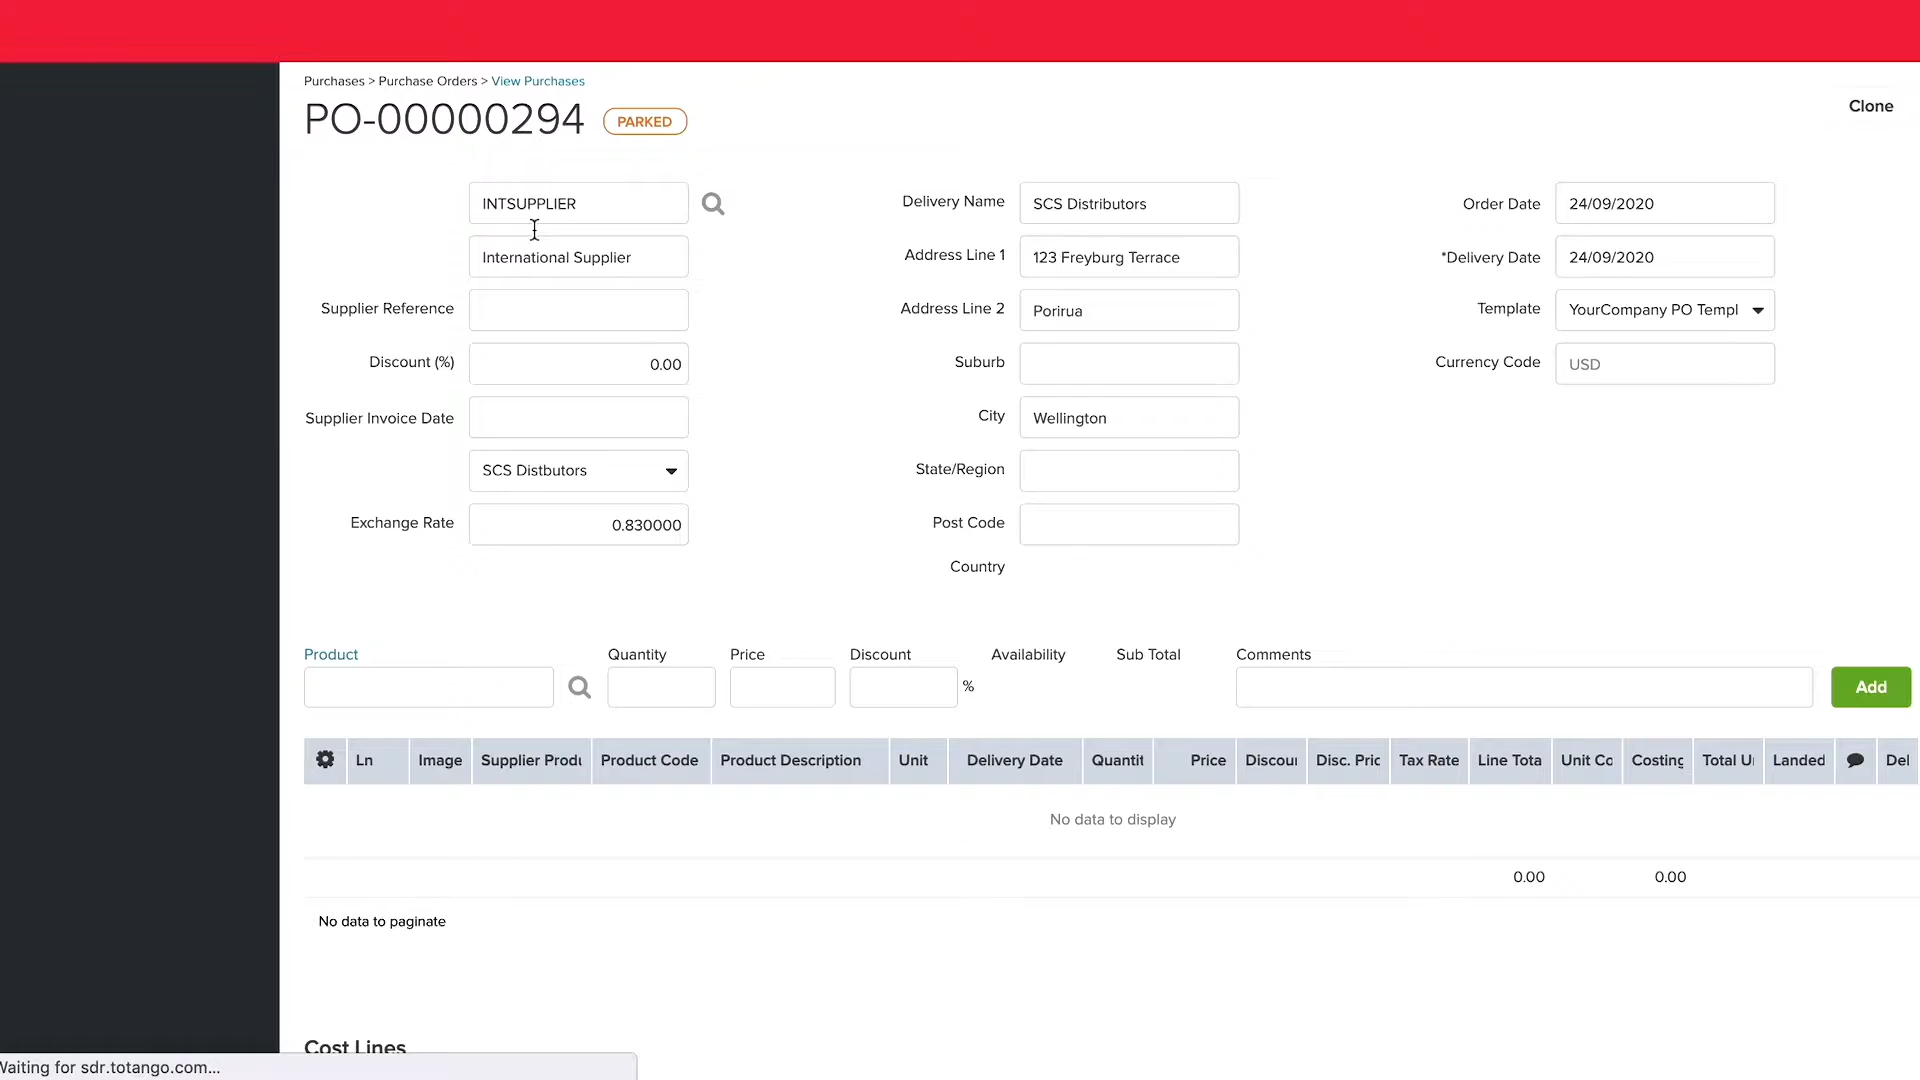 Purchases > Purchase Orders > View Purchases
PO-00000294 PARKED
Clone
INTSUPPLIER
International Supplier
Supplier Reference
Discount (%) 0.00
Supplier Invoice Date
SCS Distbutors
Exchange Rate 0.830000
Delivery Name SCS Distributors
Address Line 1 123 Freyburg Terrace
Address Line 2 Porirua
Suburb
City Wellington
State/Region
Post Code
Country
Order Date 24/09/2020
*Delivery Date 24/09/2020
Template YourCompany PO Templ
Currency Code USD
Product Quantity Price Discount Availability Sub Total Comments
% Add
Ln Image Supplier Produ Product Code Product Description Unit Delivery Date Quantit Price Discou Disc. Pric Tax Rate Line Tota Unit Co Costing Total U Landed Del
No data to display
0.00 0.00
No data to paginate
Cost Lines
Waiting for sdr.totango.com...